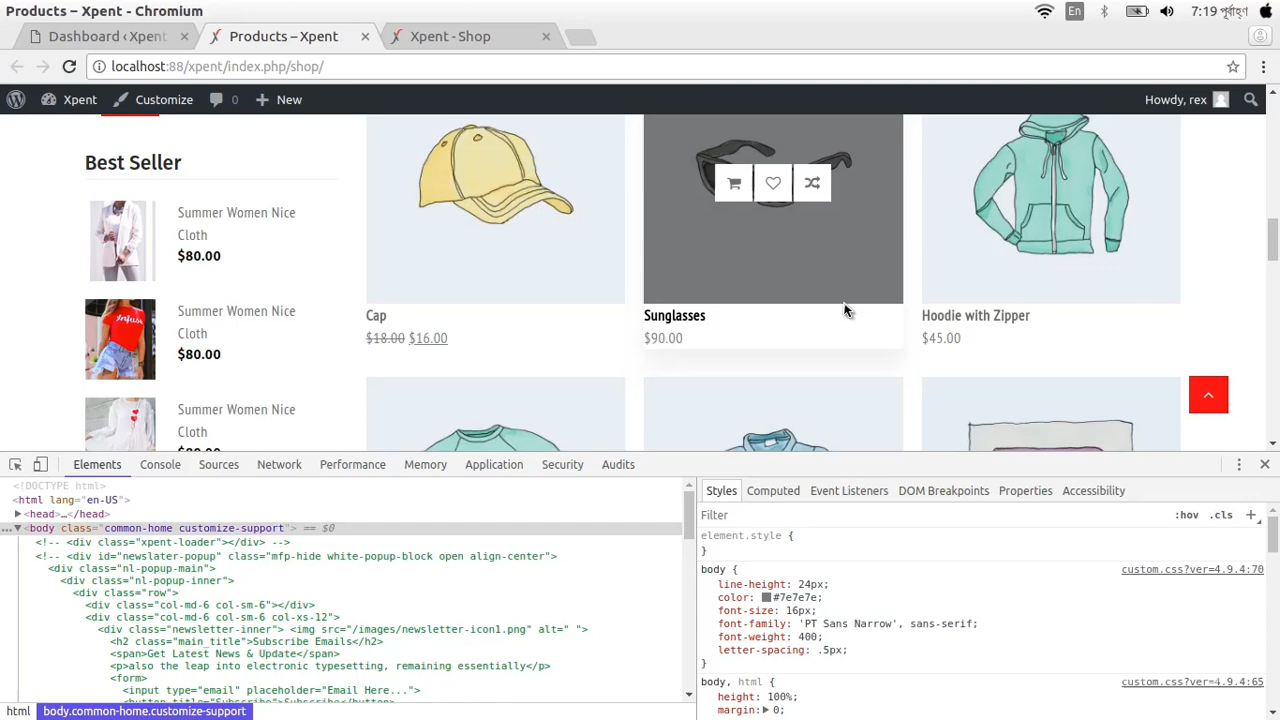 Products – Xpent - Chromium
En
7:19 পূর্বাহ্ণ
Dashboard ‹ Xpent
Products – Xpent
Xpent - Shop
localhost:88/xpent/index.php/shop/
Xpent
Customize
0
New
Howdy, rex
Best Seller
Summer Women Nice
Cloth
$80.00
Summer Women Nice
Cloth
$80.00
Summer Women Nice
Cloth
$80.00
Cap
$18.00 $16.00
Sunglasses
$90.00
Hoodie with Zipper
$45.00
Elements Console Sources Network Performance Memory Application Security Audits
<!DOCTYPE html>
<html lang="en-US">
<head>…</head>
…<body class="common-home customize-support"> == $0
<!-- <div class="xpent-loader"></div> -->
<!-- <div id="newslater-popup" class="mfp-hide white-popup-block open align-center">
<div class="nl-popup-main">
<div class="nl-popup-inner">
<div class="row">
<div class="col-md-6 col-sm-6"></div>
<div class="col-md-6 col-sm-6 col-xs-12">
<div class="newsletter-inner"> <img src="/images/newsletter-icon1.png" alt=" ">
<h2 class="main_title">Subscribe Emails</h2>
<span>Get Latest News & Update</span>
<p>also the leap into electronic typesetting, remaining essentially</p>
<form>
<input type="email" placeholder="Email Here...">
<button title="Subscribe">Subscribe</button>
html body.common-home.customize-support
Styles Computed Event Listeners DOM Breakpoints Properties Accessibility
Filter :hov .cls
element.style {
}
body { custom.css?ver=4.9.4:70
line-height: 24px;
color: #7e7e7e;
font-size: 16px;
font-family: 'PT Sans Narrow', sans-serif;
font-weight: 400;
letter-spacing: .5px;
}
body, html { custom.css?ver=4.9.4:65
height: 100%;
margin: 0;